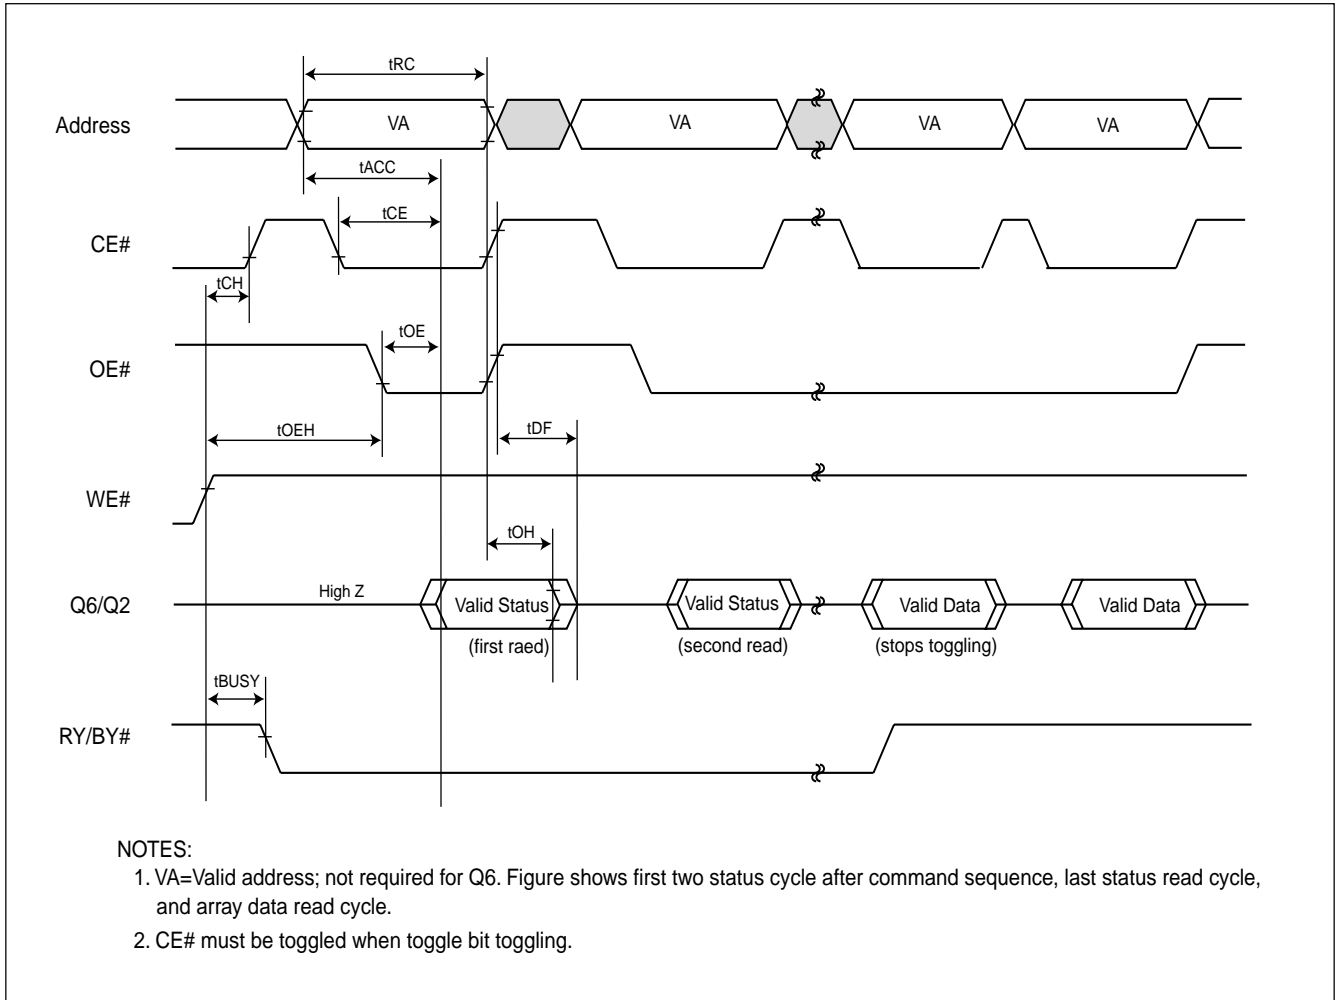 tRC
Address
VA
VA
VA
VA
tACC
tCE
CE#
tCH
tOE
OE#
tOEH
tDF
WE#
tOH
High Z
Q6/Q2
Valid Status
Valid Status
Valid Data
Valid Data
(first raed)
(second read)
(stops toggling)
tBUSY
RY/BY#
NOTES:
1. VA=Valid address; not required for Q6. Figure shows first two status cycle after command sequence, last status read cycle,
and array data read cycle.
2. CE# must be toggled when toggle bit toggling.